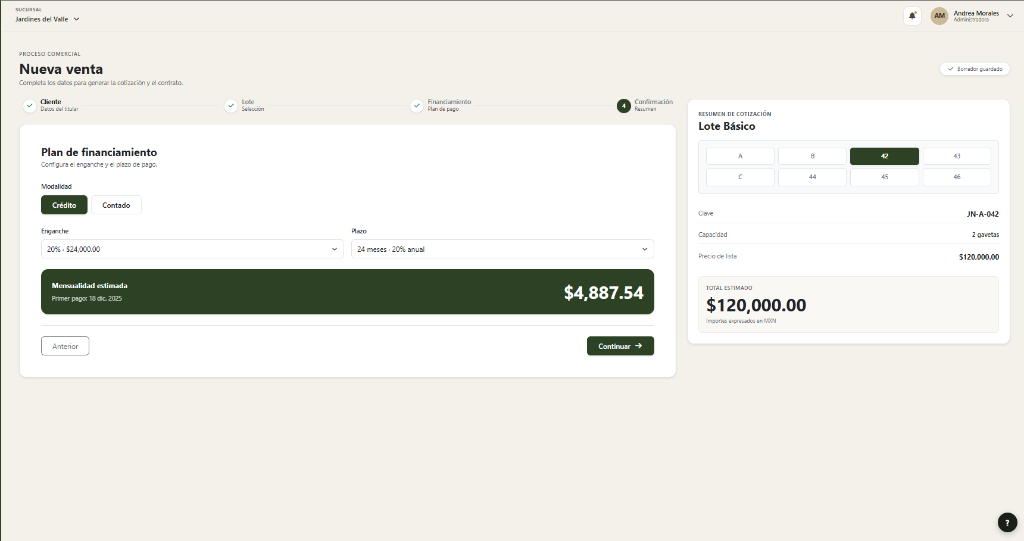 SUCURSAL
Jardines del Valle
AM
Andrea Morales
Administradora
PROCESO COMERCIAL
Nueva venta
Completa los datos para generar la cotización y el contrato.
Borrador guardado
Cliente
Datos del titular
Lote
Selección
Financiamiento
Plan de pago
4
Confirmación
Resumen
Plan de financiamiento
Configura el enganche y el plazo de pago.
Modalidad
Crédito
Contado
Enganche
20% · $24,000.00
Plazo
24 meses · 20% anual
Mensualidad estimada
Primer pago: 18 dic. 2025
$4,887.54
Anterior
Continuar →
RESUMEN DE COTIZACIÓN
Lote Básico
A B 42 43
C 44 45 46
Clave JN-A-042
Capacidad 2 gavetas
Precio de lista $120,000.00
TOTAL ESTIMADO
$120,000.00
Importes expresados en MXN
?